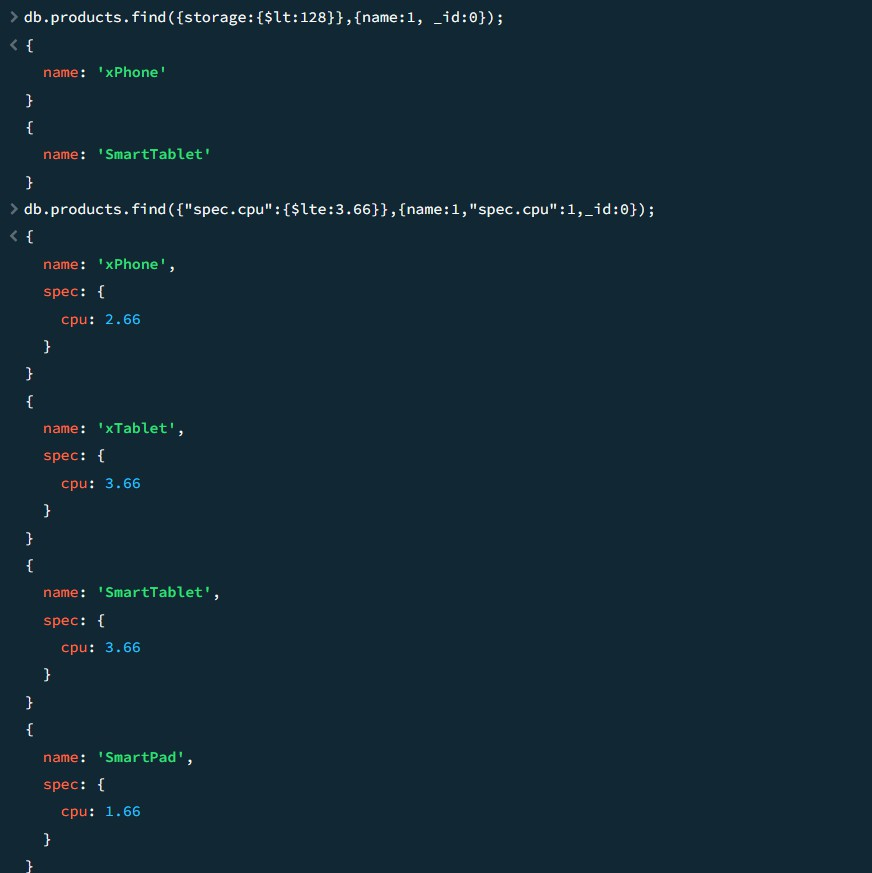 > db.products.find({storage:{$lt:128}},{name:1, _id:0});
< {
name: 'xPhone'
}
{
name: 'SmartTablet'
}
> db.products.find({"spec.cpu":{$lte:3.66}},{name:1,"spec.cpu":1,_id:0});
< {
name: 'xPhone',
spec: {
cpu: 2.66
}
}
{
name: 'xTablet',
spec: {
cpu: 3.66
}
}
{
name: 'SmartTablet',
spec: {
cpu: 3.66
}
}
{
name: 'SmartPad',
spec: {
cpu: 1.66
}
}